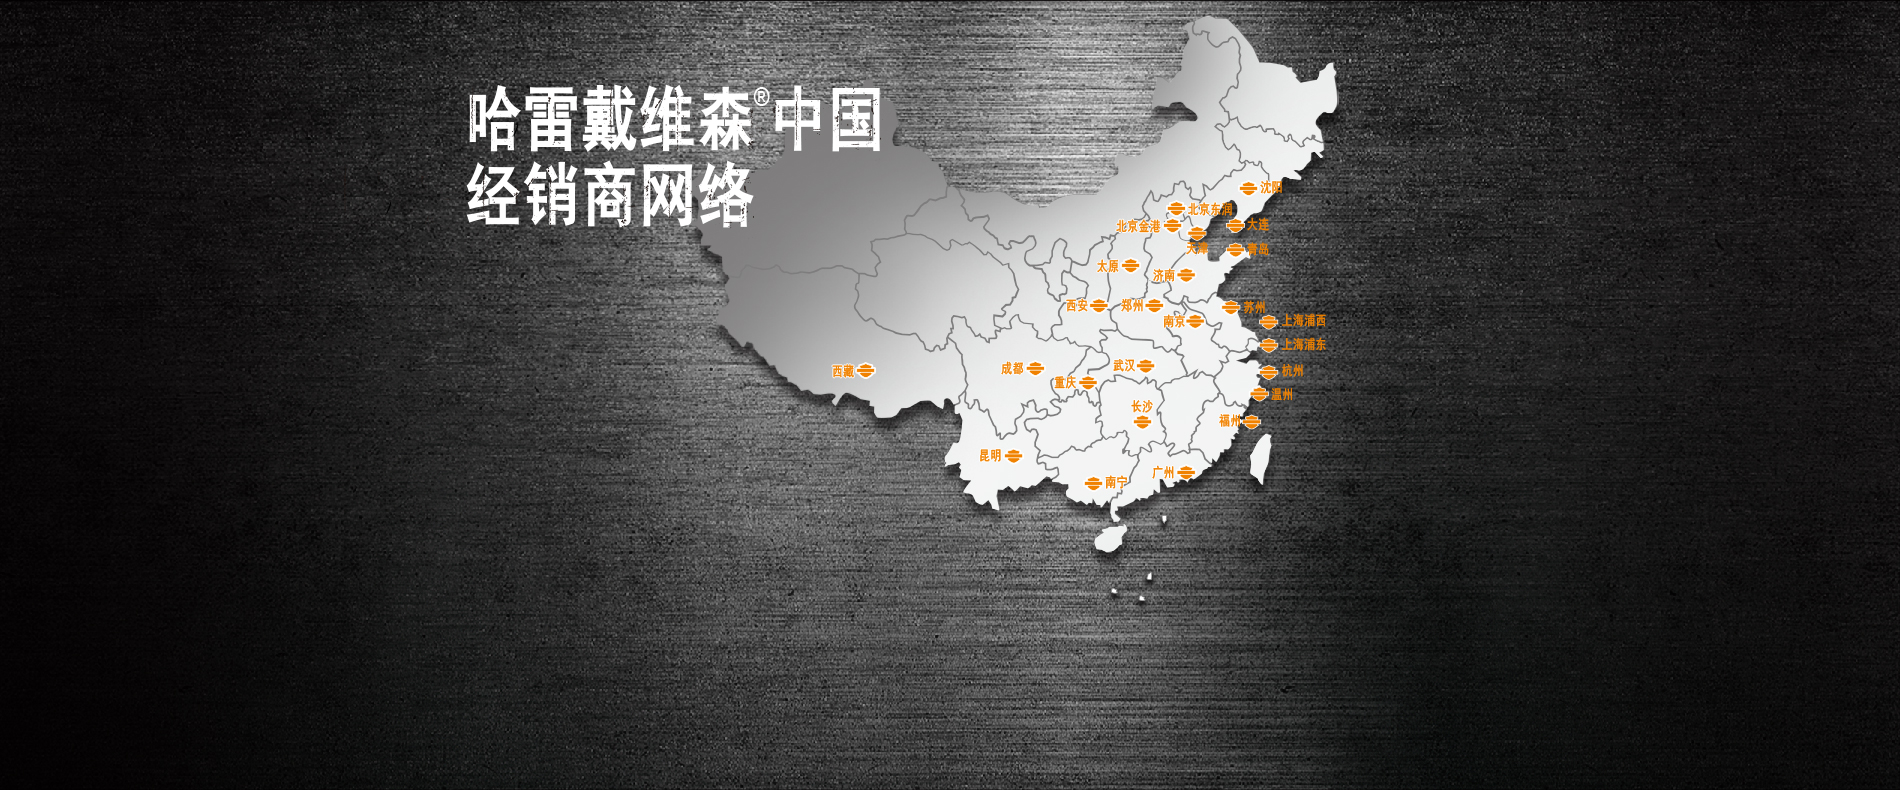 哈雷戴维森®中国
经销商网络
沈阳
北京东润
北京金港
大连
天津
青岛
太原
济南
西安
郑州
苏州
南京
上海浦西
上海浦东
西藏
成都
武汉
杭州
重庆
温州
长沙
福州
昆明
广州
南宁